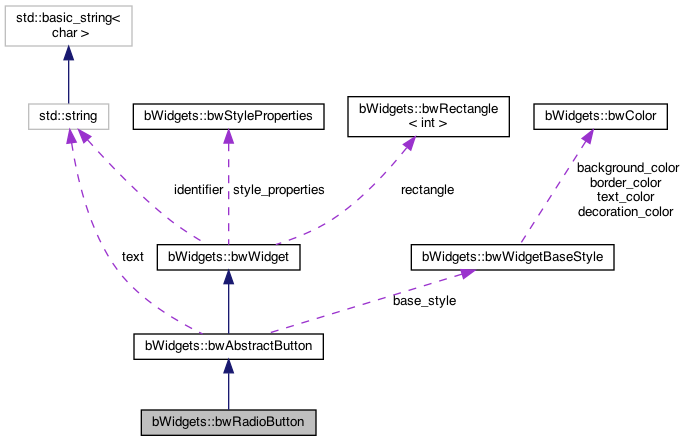 std::basic_string<
char >
std::string
bWidgets::bwStyleProperties
bWidgets::bwRectangle
< int >
bWidgets::bwColor
background_color
border_color
text_color
decoration_color
identifier
style_properties
rectangle
text
bWidgets::bwWidget
bWidgets::bwWidgetBaseStyle
base_style
bWidgets::bwAbstractButton
bWidgets::bwRadioButton